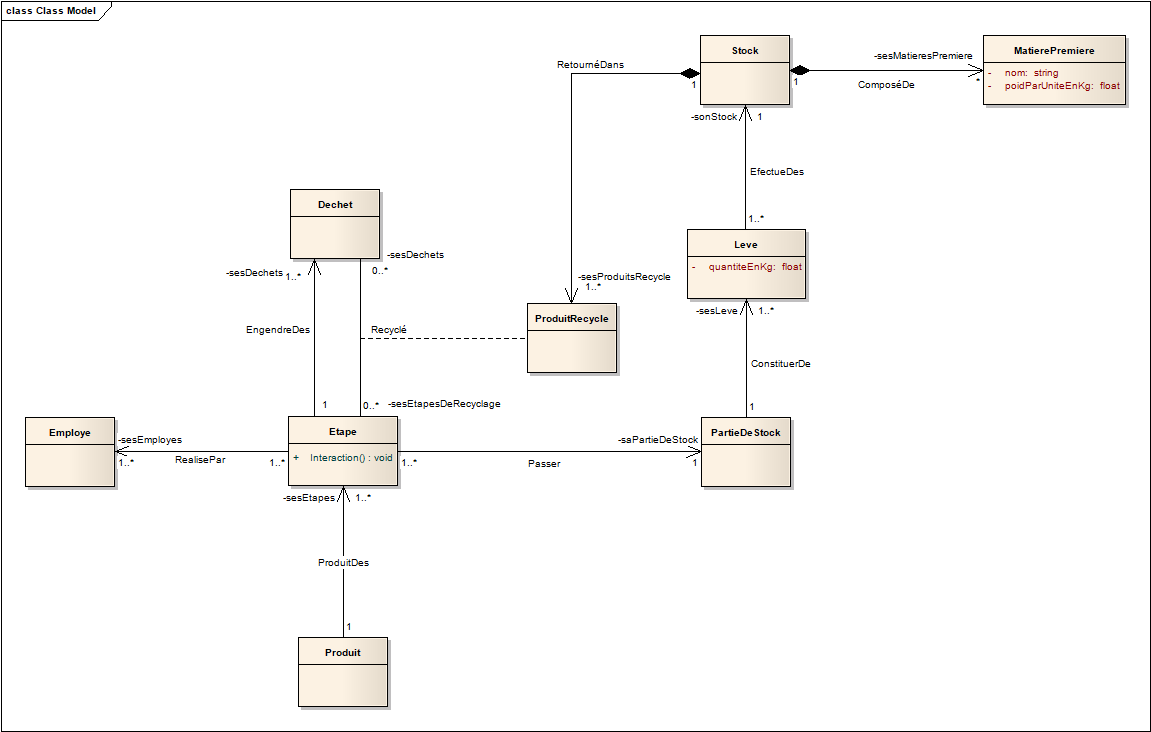 class Class Model
Stock
MatierePremiere
- nom: string
- poidParUniteEnKg: float
RetournéDans
1
1
-sesMatieresPremiere
ComposéDe
*
-sonStock
1
EfectueDes
1..*
Leve
- quantiteEnKg: float
-sesLeve
1..*
ConstituerDe
1
Dechet
-sesDechets
1..*
-sesDechets
0..*
-sesProduitsRecycle
1..*
ProduitRecycle
EngendreDes
Recyclé
1
0..*
-sesEtapesDeRecyclage
Employe
-sesEmployes
1..*
RealisePar
1..*
Etape
+ Interaction() : void
1..*
Passer
-saPartieDeStock
1
PartieDeStock
-sesEtapes
1..*
ProduitDes
1
Produit